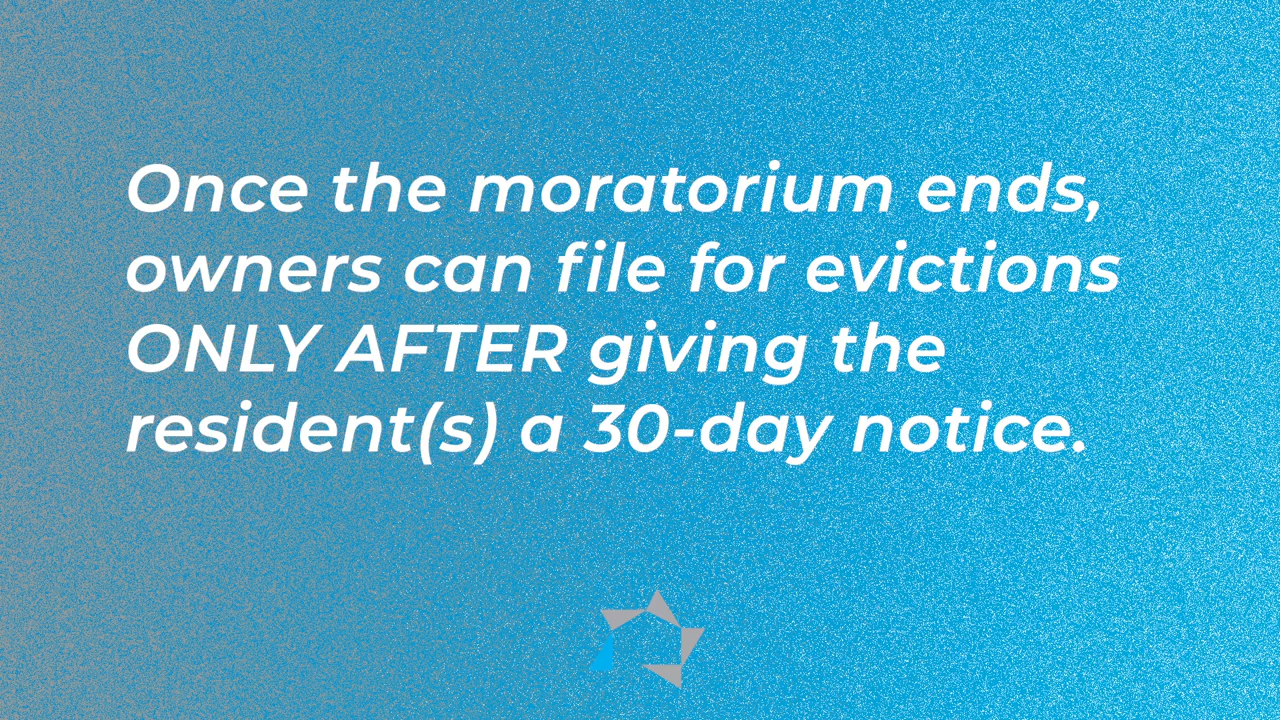 Once the moratorium ends,
owners can file for evictions
ONLY AFTER giving the
resident(s) a 30-day notice.